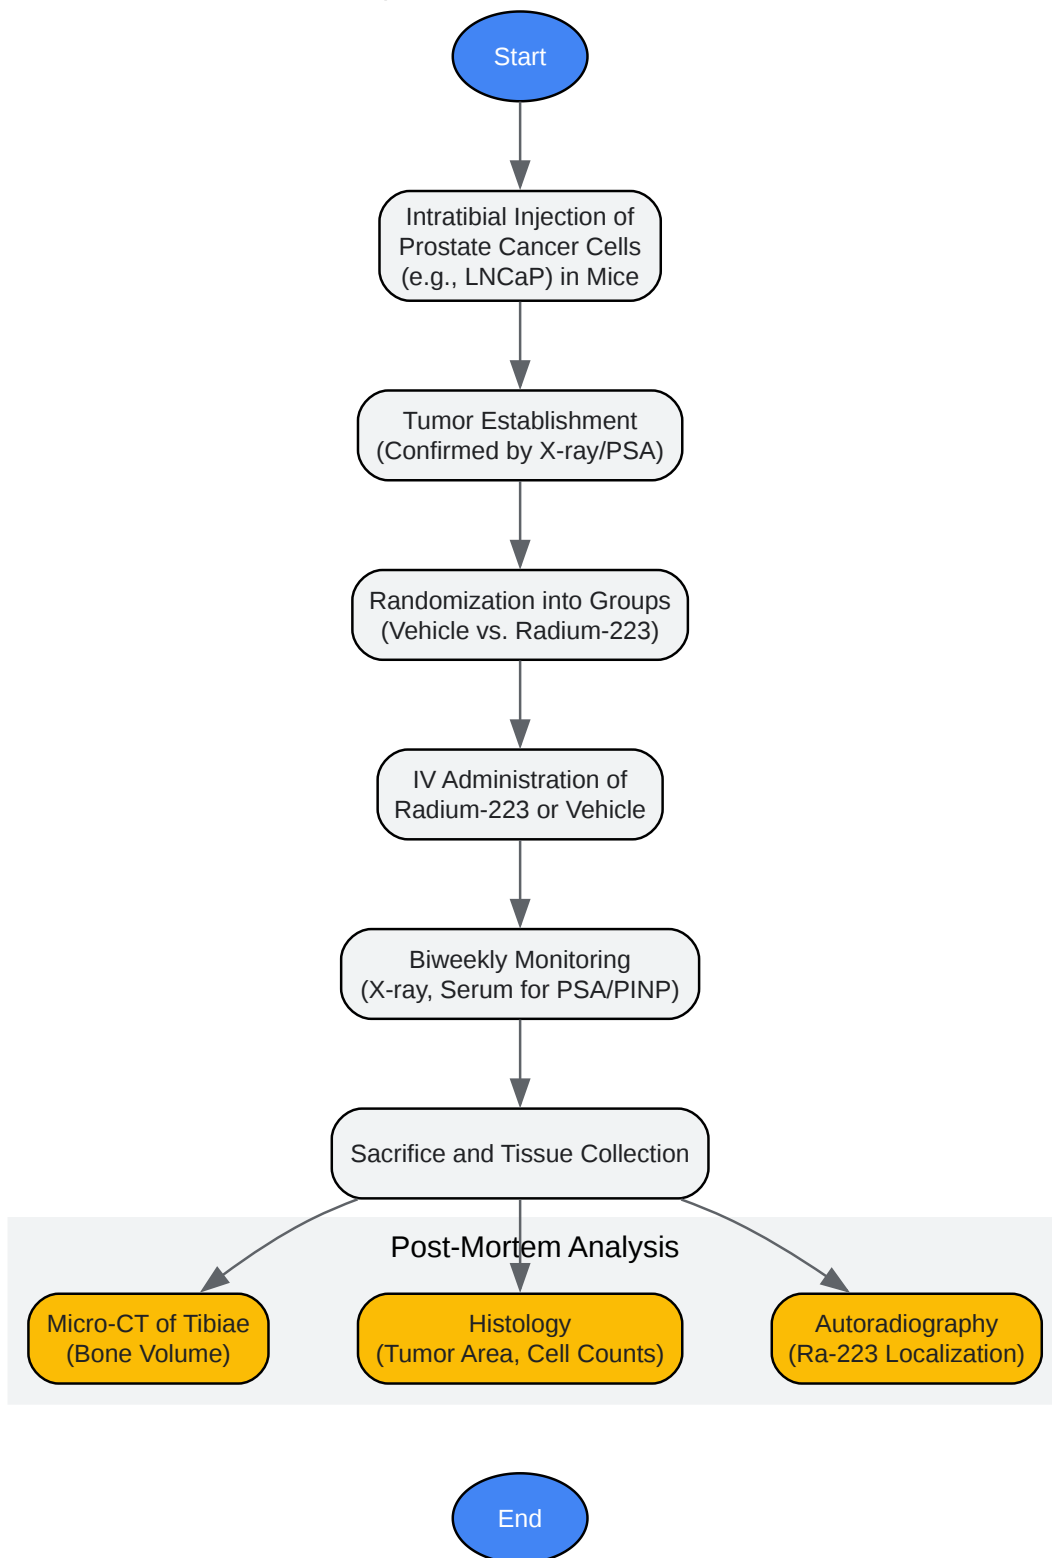 Start
Intratibial Injection of
Prostate Cancer Cells
(e.g., LNCaP) in Mice
Tumor Establishment
(Confirmed by X-ray/PSA)
Randomization into Groups
(Vehicle vs. Radium-223)
IV Administration of
Radium-223 or Vehicle
Biweekly Monitoring
(X-ray, Serum for PSA/PINP)
Sacrifice and Tissue Collection
Post-Mortem Analysis
Micro-CT of Tibiae
(Bone Volume)
Histology
(Tumor Area, Cell Counts)
Autoradiography
(Ra-223 Localization)
End